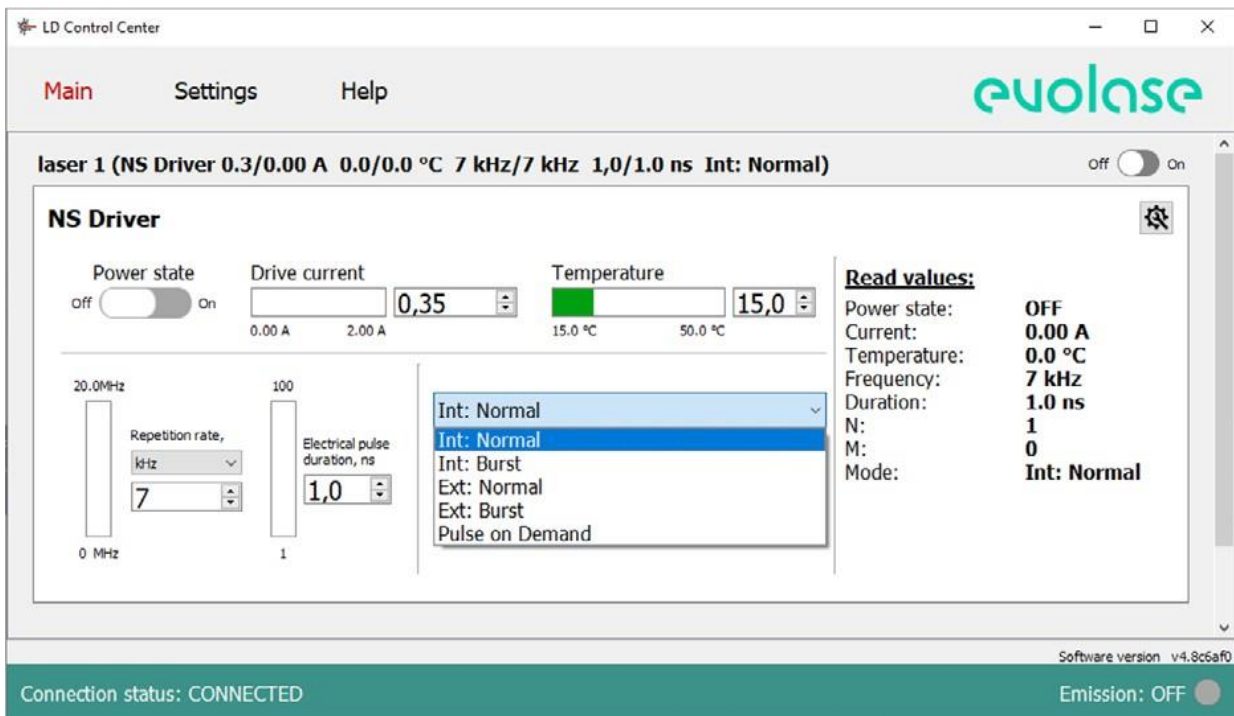 LD Control Center
Main Settings Help
evolase
laser 1 (NS Driver 0.3/0.00 A 0.0/0.0 °C 7 kHz/7 kHz 1,0/1.0 ns Int: Normal)
Off On
NS Driver
Power state
Off On
Drive current
0,35
0.00 A 2.00 A
Temperature
15,0
15.0 °C 50.0 °C
20.0MHz
0 MHz
Repetition rate,
kHz
7
100
1
Electrical pulse
duration, ns
1,0
Int: Normal
Int: Normal
Int: Burst
Ext: Normal
Ext: Burst
Pulse on Demand
Read values:
Power state: OFF
Current: 0.00 A
Temperature: 0.0 °C
Frequency: 7 kHz
Duration: 1.0 ns
N: 1
M: 0
Mode: Int: Normal
Software version v4.8c6af0
Connection status: CONNECTED
Emission: OFF